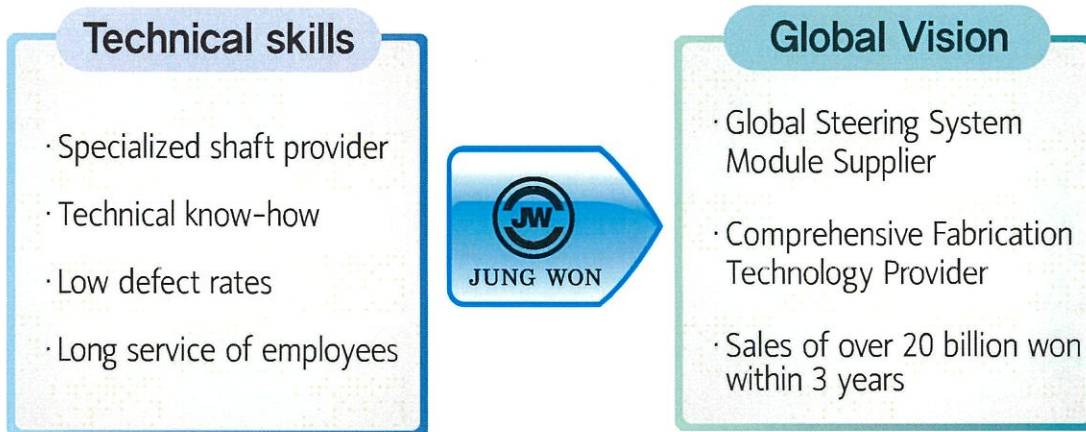 Technical skills
· Specialized shaft provider
· Technical know-how
· Low defect rates
· Long service of employees
JW
JUNG WON
Global Vision
· Global Steering System
Module Supplier
· Comprehensive Fabrication
Technology Provider
· Sales of over 20 billion won
within 3 years